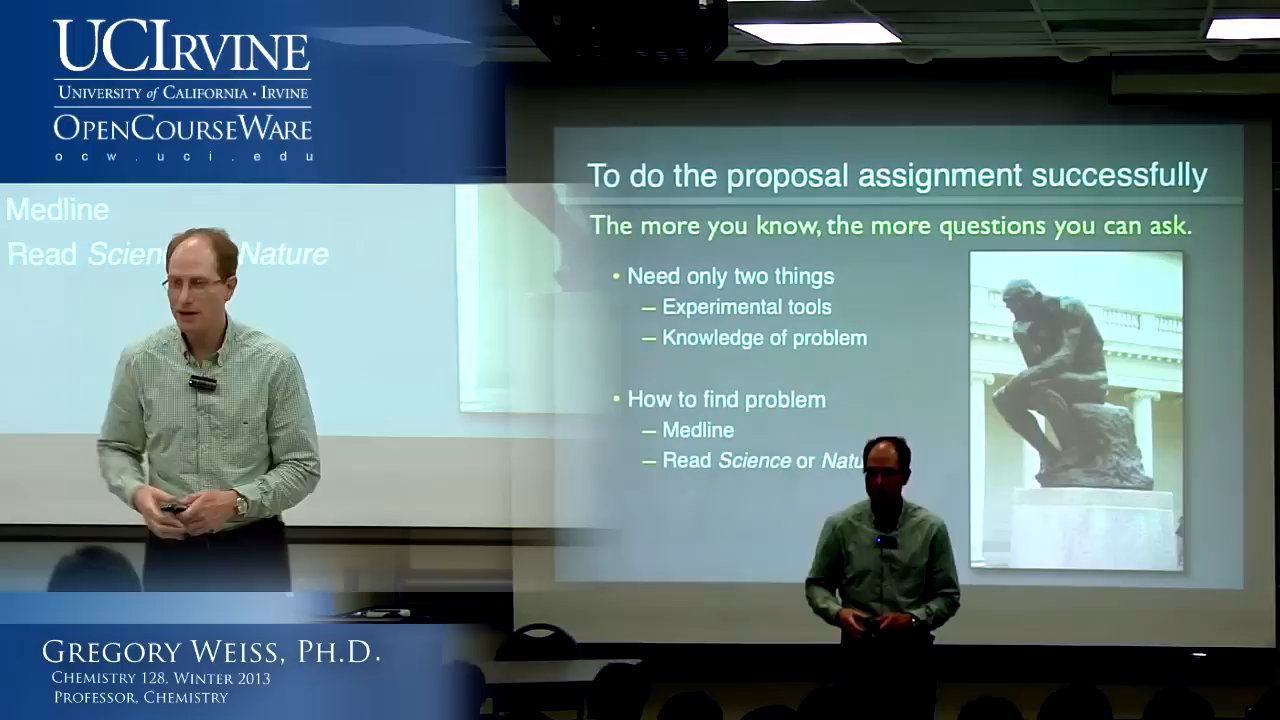 UCIRVINE
UNIVERSITY of CALIFORNIA • IRVINE
OPENCOURSEWARE
ocw.uci.edu
Medline
Read Scien Nature
To do the proposal assignment successfully
The more you know, the more questions you can ask.
• Need only two things
– Experimental tools
– Knowledge of problem
• How to find problem
– Medline
– Read Science or Natu
GREGORY WEISS, PH.D.
CHEMISTRY 128. WINTER 2013
PROFESSOR, CHEMISTRY